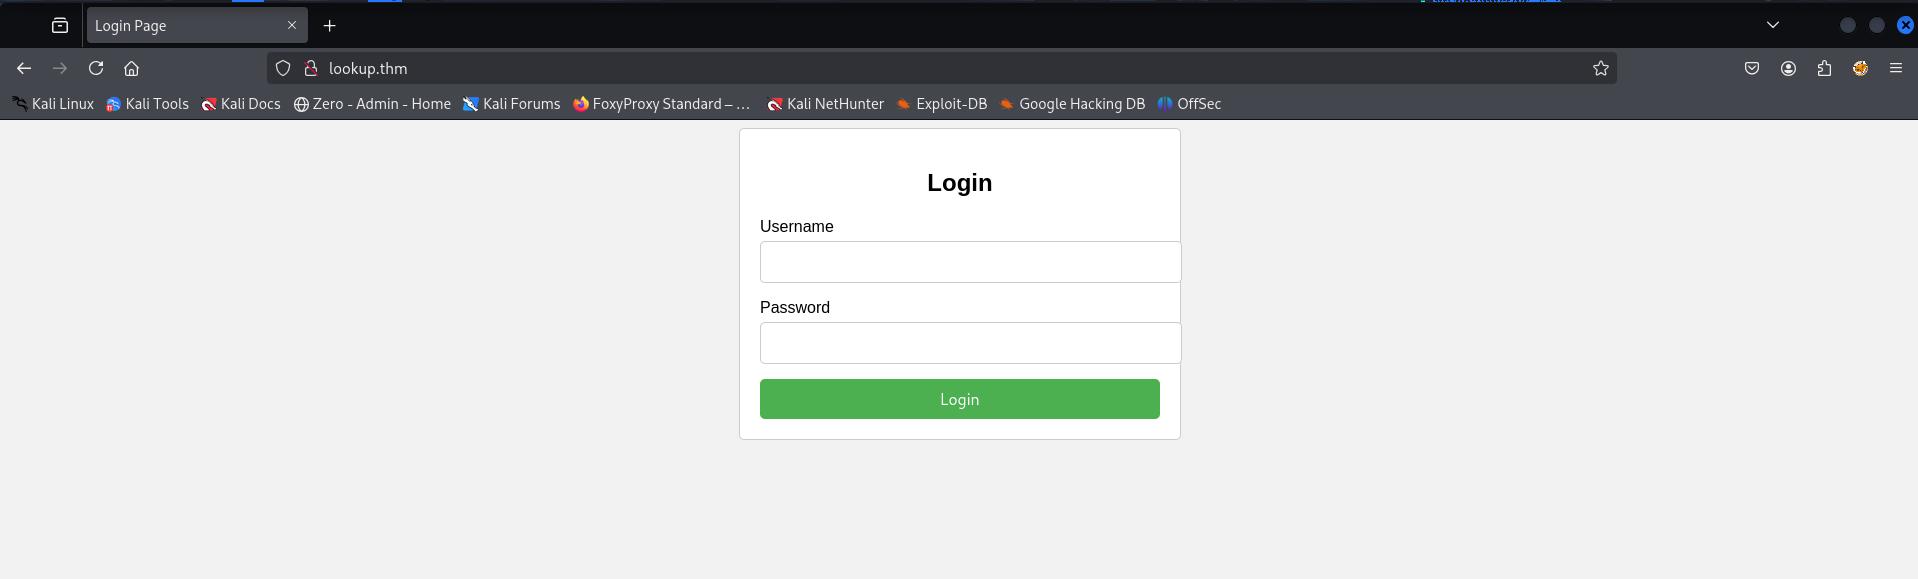 Login Page
lookup.thm
Kali Linux Kali Tools Kali Docs Zero - Admin - Home Kali Forums FoxyProxy Standard – ... Kali NetHunter Exploit-DB Google Hacking DB OffSec
Login
Username
Password
Login